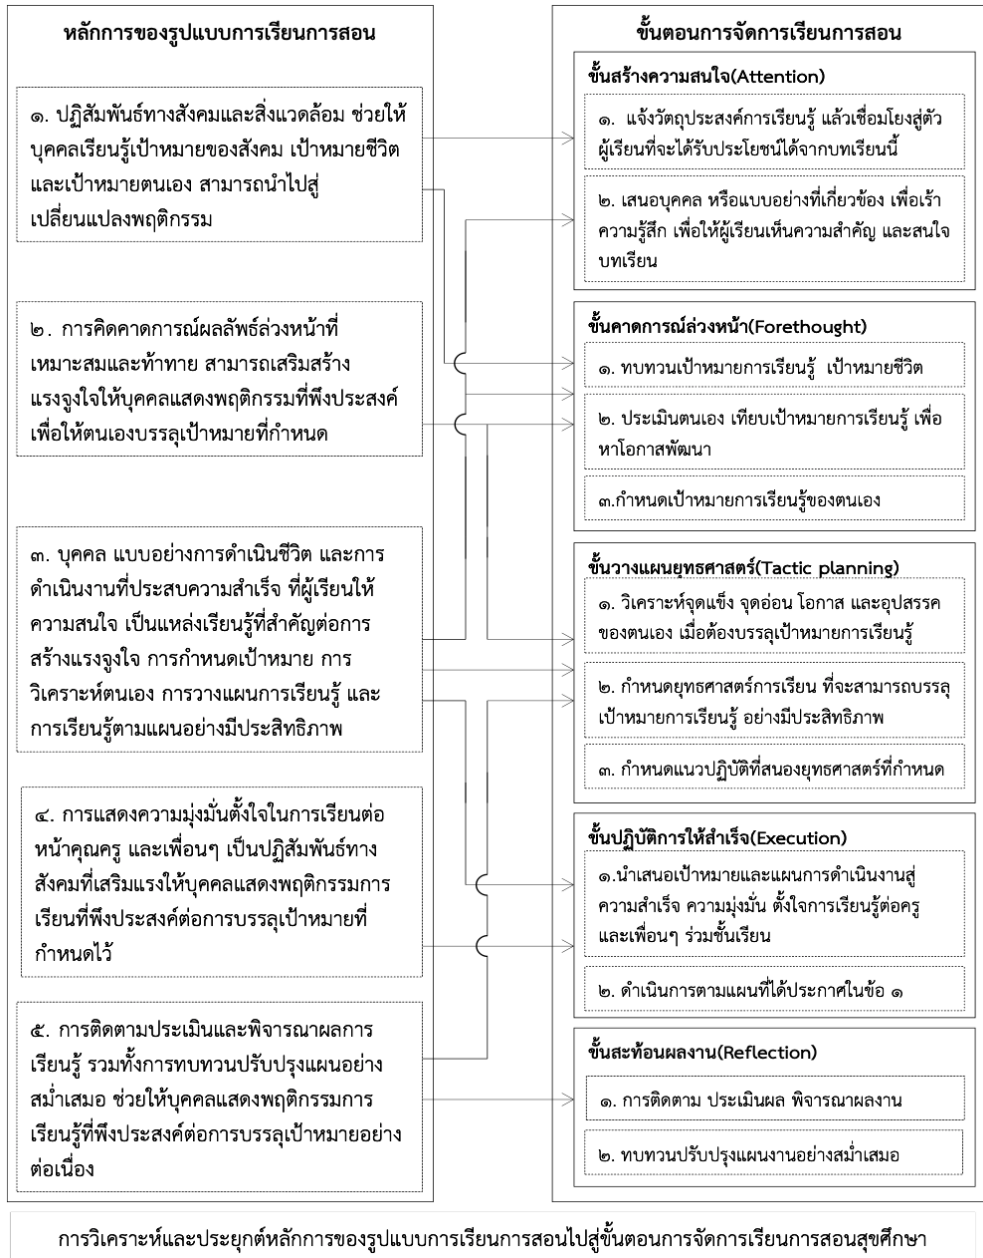 หลักการของรูปแบบการเรียนการสอน
๑. ปฏิสัมพันธ์ทางสังคมและสิ่งแวดล้อม ช่วยให้
บุคคลเรียนรู้เป้าหมายของสังคม เป้าหมายชีวิต
และเป้าหมายตนเอง สามารถนำไปสู่
เปลี่ยนแปลงพฤติกรรม
๒. การคิดคาดการณ์ผลลัพธ์ล่วงหน้าที่
เหมาะสมและท้าทาย สามารถเสริมสร้าง
แรงจูงใจให้บุคคลแสดงพฤติกรรมที่พึงประสงค์
เพื่อให้ตนเองบรรลุเป้าหมายที่กำหนด
๓. บุคคล แบบอย่างการดำเนินชีวิต และการ
ดำเนินงานที่ประสบความสำเร็จ ที่ผู้เรียนให้
ความสนใจ เป็นแหล่งเรียนรู้ที่สำคัญต่อการ
สร้างแรงจูงใจ การกำหนดเป้าหมาย การ
วิเคราะห์ตนเอง การวางแผนการเรียนรู้ และ
การเรียนรู้ตามแผนอย่างมีประสิทธิภาพ
๔. การแสดงความมุ่งมั่นตั้งใจในการเรียนต่อ
หน้าคุณครู และเพื่อนๆ เป็นปฏิสัมพันธ์ทาง
สังคมที่เสริมแรงให้บุคคลแสดงพฤติกรรมการ
เรียนที่พึงประสงค์ต่อการบรรลุเป้าหมายที่
กำหนดไว้
๕. การติดตามประเมินและพิจารณาผลการ
เรียนรู้ รวมทั้งการทบทวนปรับปรุงแผนอย่าง
สม่ำเสมอ ช่วยให้บุคคลแสดงพฤติกรรมการ
เรียนรู้ที่พึงประสงค์ต่อการบรรลุเป้าหมายอย่าง
ต่อเนื่อง
ขั้นตอนการจัดการเรียนการสอน
ขั้นสร้างความสนใจ(Attention)
๑. แจ้งวัตถุประสงค์การเรียนรู้ แล้วเชื่อมโยงสู่ตัว
ผู้เรียนที่จะได้รับประโยชน์ได้จากบทเรียนนี้
๒. เสนอบุคคล หรือแบบอย่างที่เกี่ยวข้อง เพื่อเร้า
ความรู้สึก เพื่อให้ผู้เรียนเห็นความสำคัญ และสนใจ
บทเรียน
ขั้นคาดการณ์ล่วงหน้า(Forethought)
๑. ทบทวนเป้าหมายการเรียนรู้ เป้าหมายชีวิต
๒. ประเมินตนเอง เทียบเป้าหมายการเรียนรู้ เพื่อ
หาโอกาสพัฒนา
๓.กำหนดเป้าหมายการเรียนรู้ของตนเอง
ขั้นวางแผนยุทธศาสตร์(Tactic planning)
๑. วิเคราะห์จุดแข็ง จุดอ่อน โอกาส และอุปสรรค
ของตนเอง เมื่อต้องบรรลุเป้าหมายการเรียนรู้
๒. กำหนดยุทธศาสตร์การเรียน ที่จะสามารถบรรลุ
เป้าหมายการเรียนรู้ อย่างมีประสิทธิภาพ
๓. กำหนดแนวปฏิบัติที่สนองยุทธศาสตร์ที่กำหนด
ขั้นปฏิบัติการให้สำเร็จ(Execution)
๑.นำเสนอเป้าหมายและแผนการดำเนินงานสู่
ความสำเร็จ ความมุ่งมั่น ตั้งใจการเรียนรู้ต่อครู
และเพื่อนๆ ร่วมชั้นเรียน
๒. ดำเนินการตามแผนที่ได้ประกาศในข้อ ๑
ขั้นสะท้อนผลงาน(Reflection)
๑. การติดตาม ประเมินผล พิจารณาผลงาน
๒. ทบทวนปรับปรุงแผนงานอย่างสม่ำเสมอ
การวิเคราะห์และประยุกต์หลักการของรูปแบบการเรียนการสอนไปสู่ขั้นตอนการจัดการเรียนการสอนสุขศึกษา